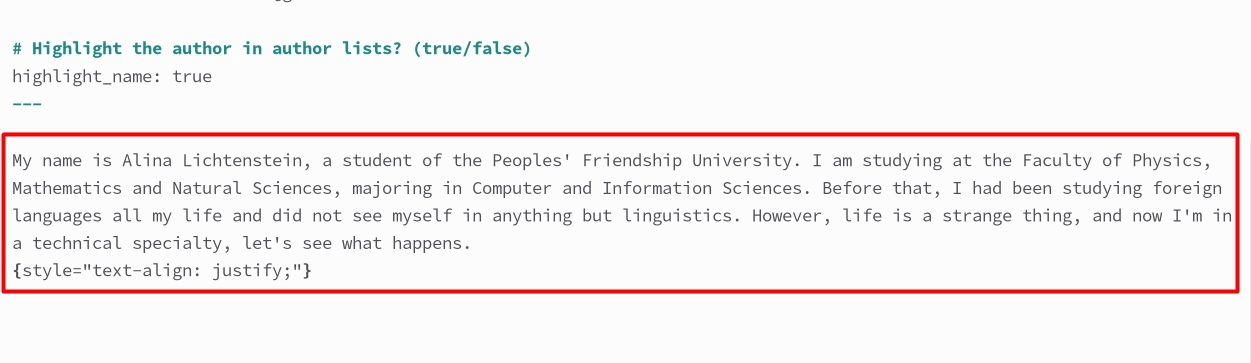 # Highlight the author in author lists? (true/false)
highlight_name: true
---
My name is Alina Lichtenstein, a student of the Peoples' Friendship University. I am studying at the Faculty of Physics,
Mathematics and Natural Sciences, majoring in Computer and Information Sciences. Before that, I had been studying foreign
languages all my life and did not see myself in anything but linguistics. However, life is a strange thing, and now I'm in
a technical specialty, let's see what happens.
{style="text-align: justify;"}